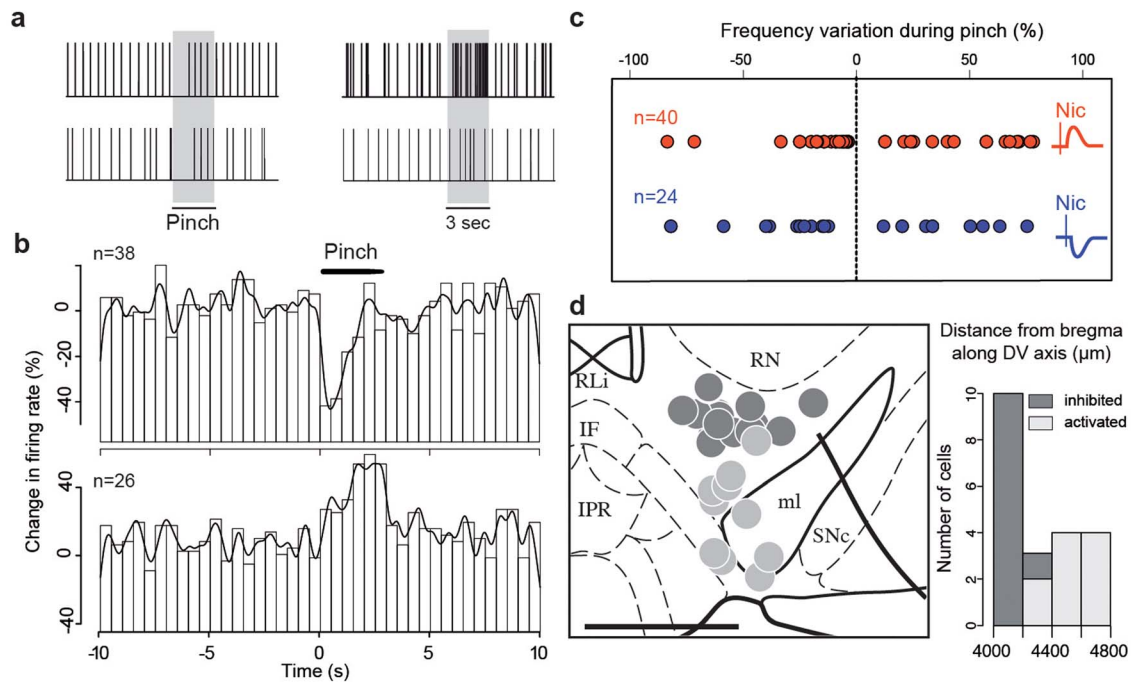 a
Pinch
3 sec
b
n=38
Pinch
0
-20
-40
n=26
40
0
-40
Change in firing rate (%)
-10
-5
0
5
10
Time (s)
c
Frequency variation during pinch (%)
-100
-50
0
50
100
n=40
Nic
n=24
Nic
d
RN
RLi
IF
IPR
ml
SNc
Distance from bregma
along DV axis (µm)
inhibited
activated
Number of cells
10
8
6
4
2
0
4000
4400
4800